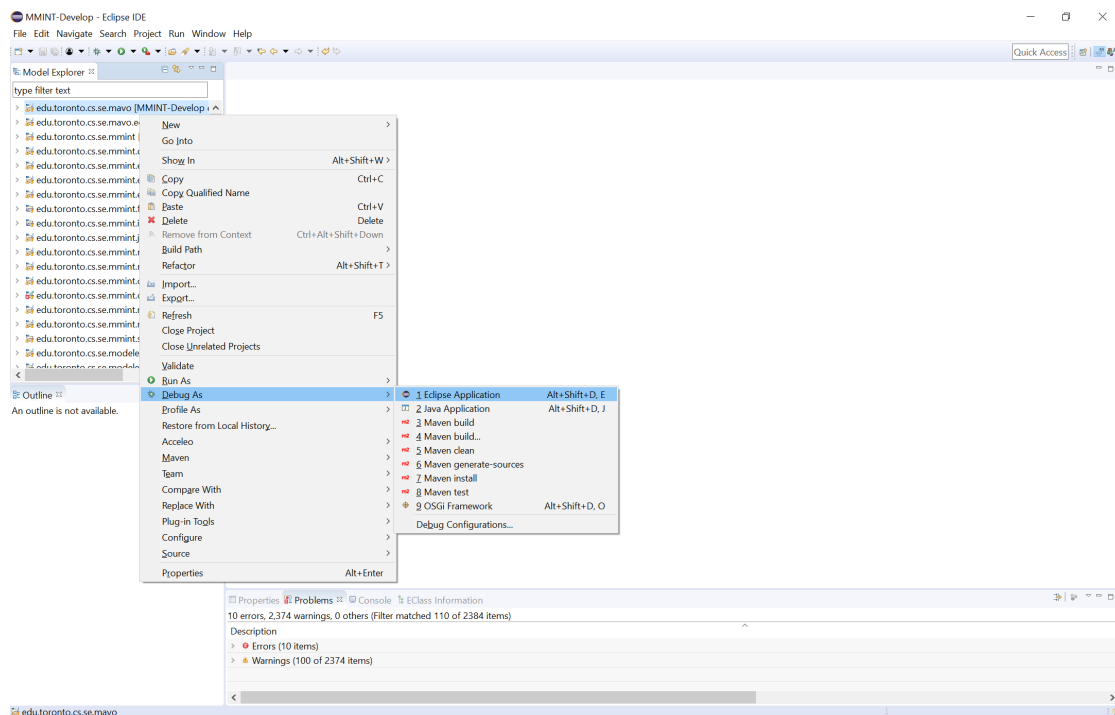 MMINT-Develop - Eclipse IDE
File Edit Navigate Search Project Run Window Help
Quick Access
Model Explorer
type filter text
edu.toronto.cs.se.mavo [MMINT-Develop
edu.toronto.cs.se.mavo.e
edu.toronto.cs.se.mmint
edu.toronto.cs.se.mmint.
edu.toronto.cs.se.mmint.
edu.toronto.cs.se.mmint.
edu.toronto.cs.se.mmint.
edu.toronto.cs.se.mmint.f
edu.toronto.cs.se.mmint.i
edu.toronto.cs.se.mmint.j
edu.toronto.cs.se.mmint.
edu.toronto.cs.se.mmint.
edu.toronto.cs.se.mmint.
edu.toronto.cs.se.mmint.
edu.toronto.cs.se.mmint.
edu.toronto.cs.se.mmint.
edu.toronto.cs.se.mmint.s
edu.toronto.cs.se.modele
edu.toronto.cs.se.modele
Outline
An outline is not available.
New
Go Into
Show In Alt+Shift+W
Copy Ctrl+C
Copy Qualified Name
Paste Ctrl+V
Delete Delete
Remove from Context Ctrl+Alt+Shift+Down
Build Path
Refactor Alt+Shift+T
Import...
Export...
Refresh F5
Close Project
Close Unrelated Projects
Validate
Run As
Debug As
Profile As
Restore from Local History...
Acceleo
Maven
Team
Compare With
Replace With
Plug-in Tools
Configure
Source
Properties Alt+Enter
1 Eclipse Application Alt+Shift+D, E
2 Java Application Alt+Shift+D, J
3 Maven build
4 Maven build...
5 Maven clean
6 Maven generate-sources
7 Maven install
8 Maven test
9 OSGi Framework Alt+Shift+D, O
Debug Configurations...
Properties Problems Console EClass Information
10 errors, 2,374 warnings, 0 others (Filter matched 110 of 2384 items)
Description
Errors (10 items)
Warnings (100 of 2374 items)
edu.toronto.cs.se.mavo